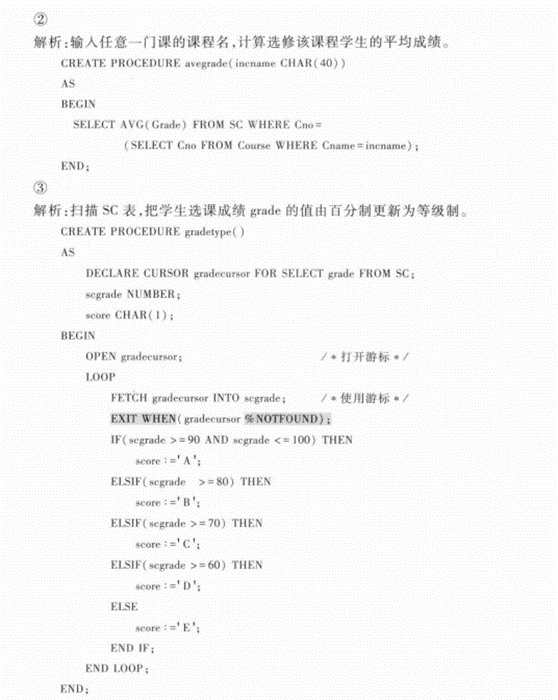 ②
解析:输入任意一门课的课程名,计算选修该课程学生的平均成绩。
CREATE PROCEDURE avegrade(incname CHAR(40))
AS
BEGIN
SELECT AVG(Grade) FROM SC WHERE Cno=
(SELECT Cno FROM Course WHERE Cname=incname);
END;
③
解析:扫描 SC 表,把学生选课成绩 grade 的值由百分制更新为等级制。
CREATE PROCEDURE gradetype()
AS
DECLARE CURSOR gradecursor FOR SELECT grade FROM SC;
scgrade NUMBER;
score CHAR(1);
BEGIN
OPEN gradecursor; /*打开游标*/
LOOP
FETCH gradecursor INTO scgrade; /*使用游标*/
EXIT WHEN(gradecursor %NOTFOUND);
IF(scgrade >=90 AND scgrade <=100) THEN
score:='A';
ELSIF(scgrade >=80) THEN
score:='B';
ELSIF(scgrade >=70) THEN
score:='C';
ELSIF(scgrade >=60) THEN
score:='D';
ELSE
score:='E';
END IF;
END LOOP;
END;